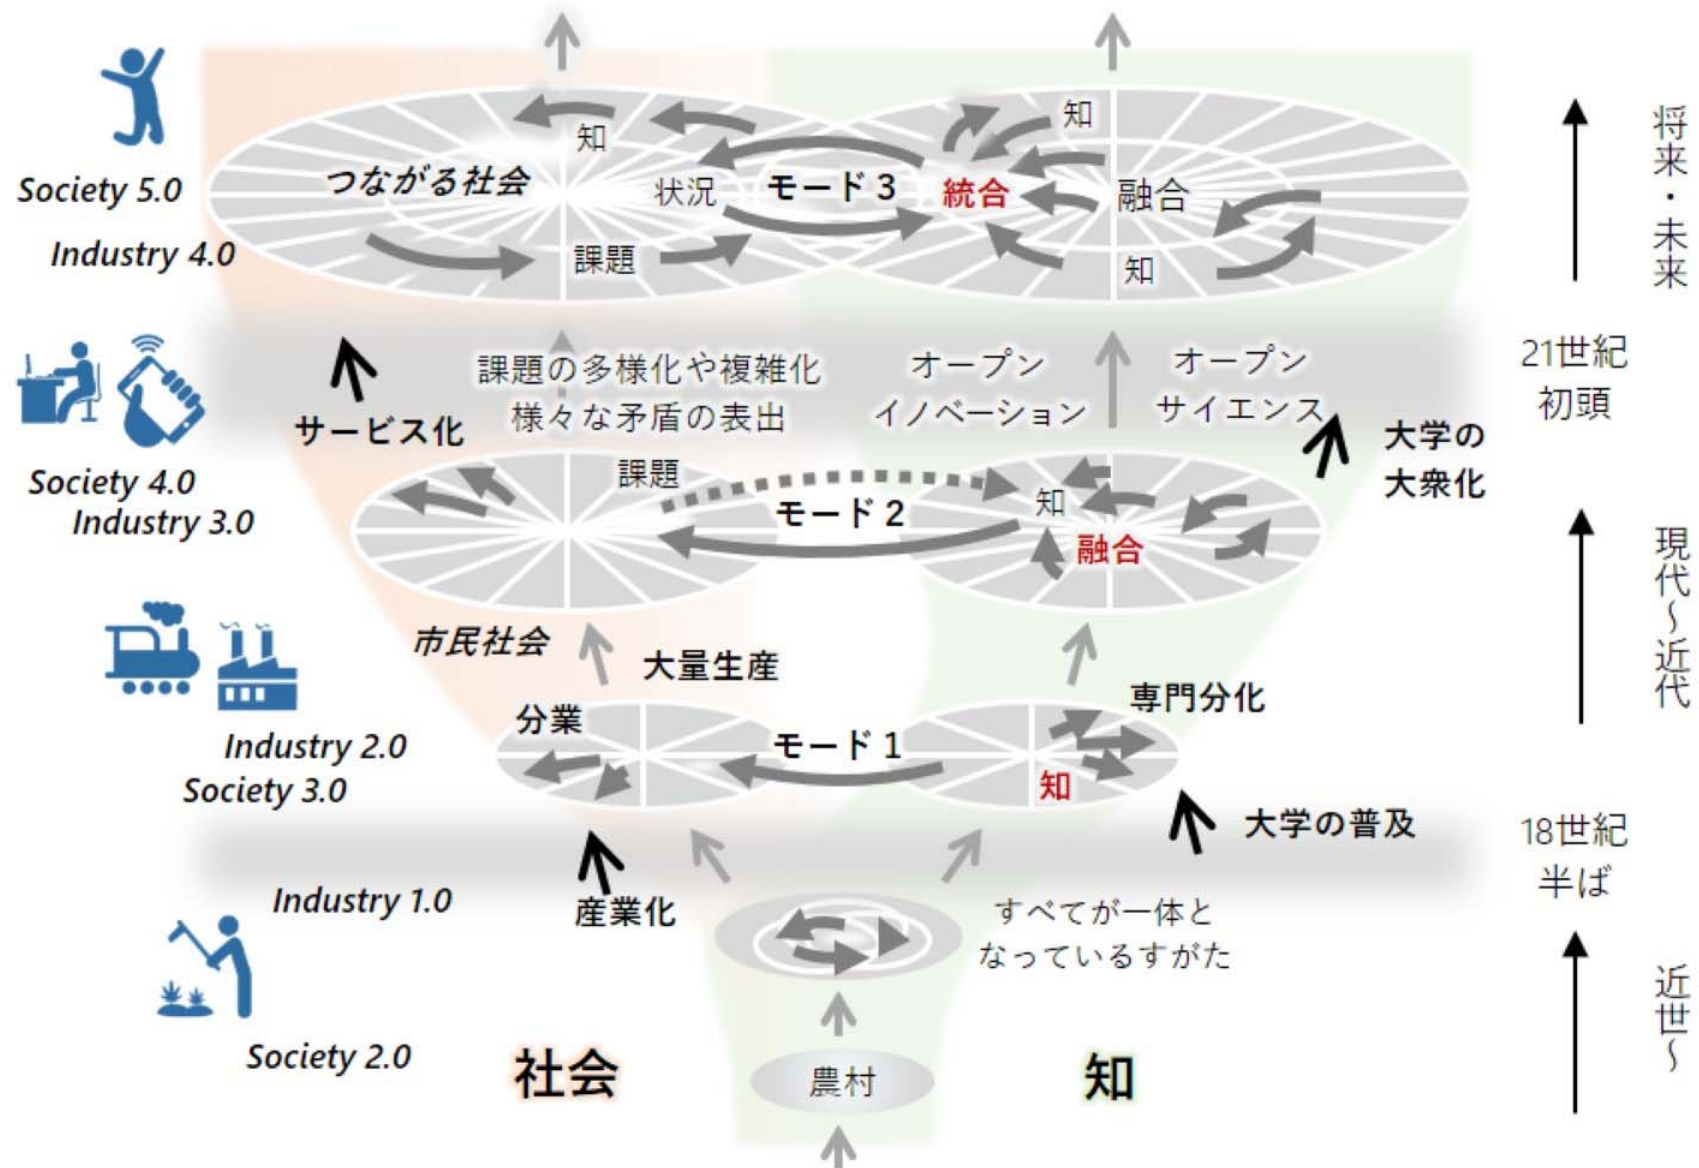 知
知
つながる社会
状況
モード3
統合
融合
Society 5.0
Industry 4.0
課題
知
将来・未来
課題の多様化や複雑化
様々な矛盾の表出
オープン
イノベーション
オープン
サイエンス
21世紀
初頭
サービス化
大学の
大衆化
Society 4.0
Industry 3.0
課題
知
モード2
融合
現代~近代
市民社会
大量生産
専門分化
分業
モード1
知
Industry 2.0
Society 3.0
大学の普及
18世紀
半ば
Industry 1.0
産業化
すべてが一体と
なっているすがた
近世~
Society 2.0
社会
農村
知